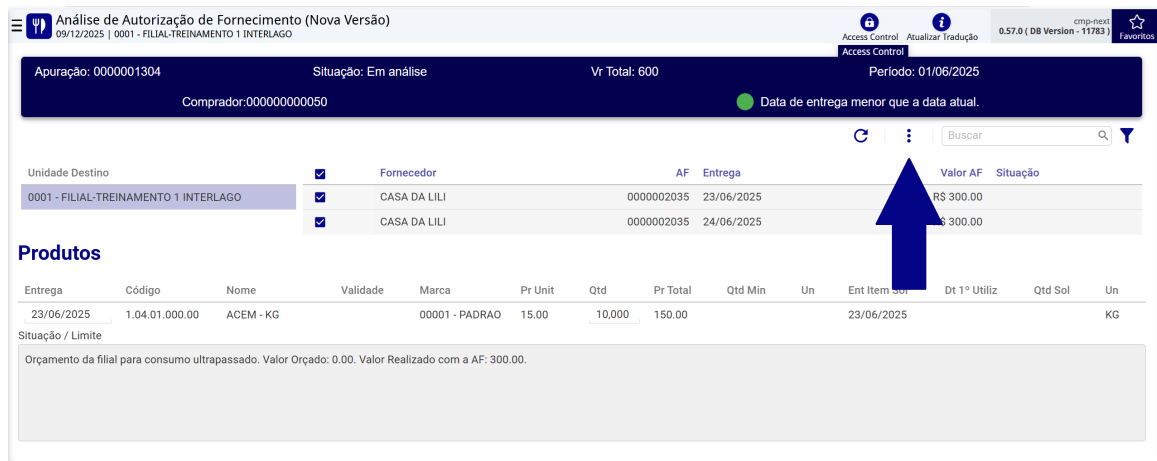 Análise de Autorização de Fornecimento (Nova Versão)
09/12/2025 | 0001 - FILIAL-TREINAMENTO 1 INTERLAGO
Access Control Atualizar Tradução
cmp-next
0.57.0 ( DB Version - 11783 )
Favoritos
Access Control
Apuração: 0000001304 Situação: Em análise Vr Total: 600 Período: 01/06/2025
Comprador:000000000050 Data de entrega menor que a data atual.
Buscar
Unidade Destino Fornecedor AF Entrega Valor AF Situação
0001 - FILIAL-TREINAMENTO 1 INTERLAGO CASA DA LILI 0000002035 23/06/2025 R$ 300.00
CASA DA LILI 0000002035 24/06/2025 300.00
Produtos
Entrega Código Nome Validade Marca Pr Unit Qtd Pr Total Qtd Min Un Ent Item Sol Dt 1º Utiliz Qtd Sol Un
23/06/2025 1.04.01.000.00 ACEM - KG 00001 - PADRAO 15.00 10,000 150.00 23/06/2025 KG
Situação / Limite
Orçamento da filial para consumo ultrapassado. Valor Orçado: 0.00. Valor Realizado com a AF: 300.00.